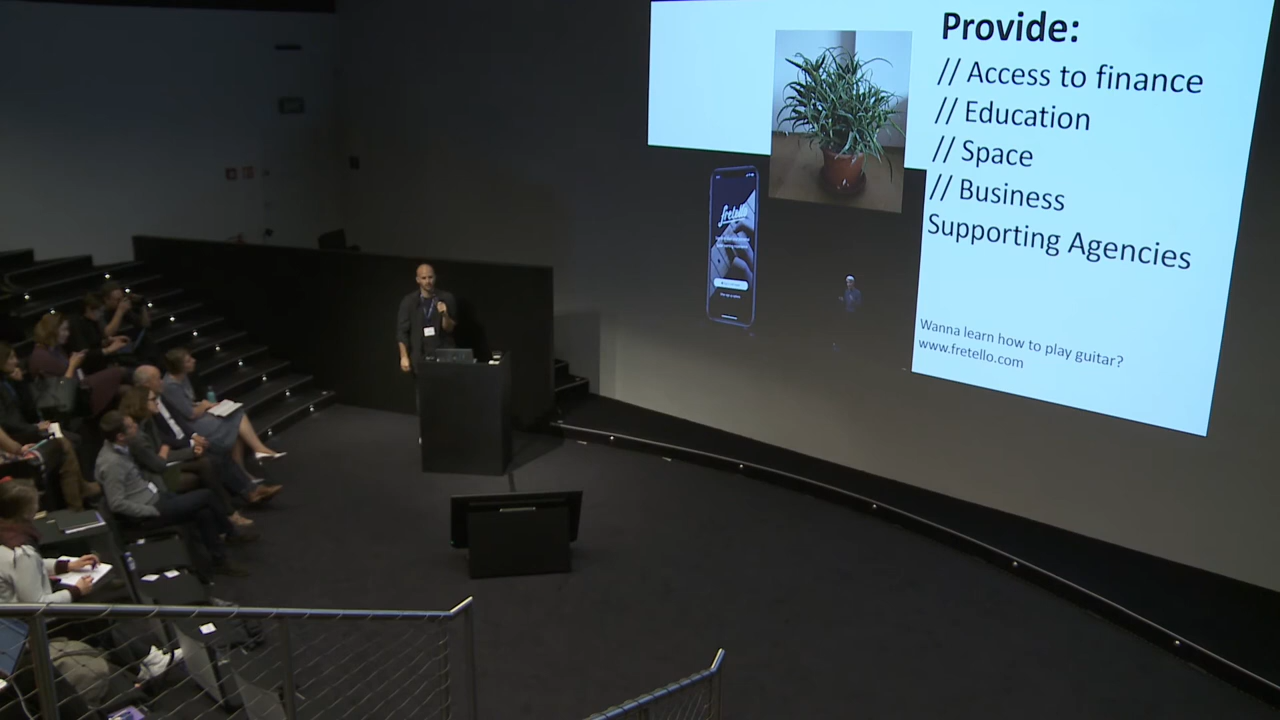 Provide:
// Access to finance
// Education
// Space
// Business
Supporting Agencies
fretello
Wanna learn how to play guitar?
www.fretello.com